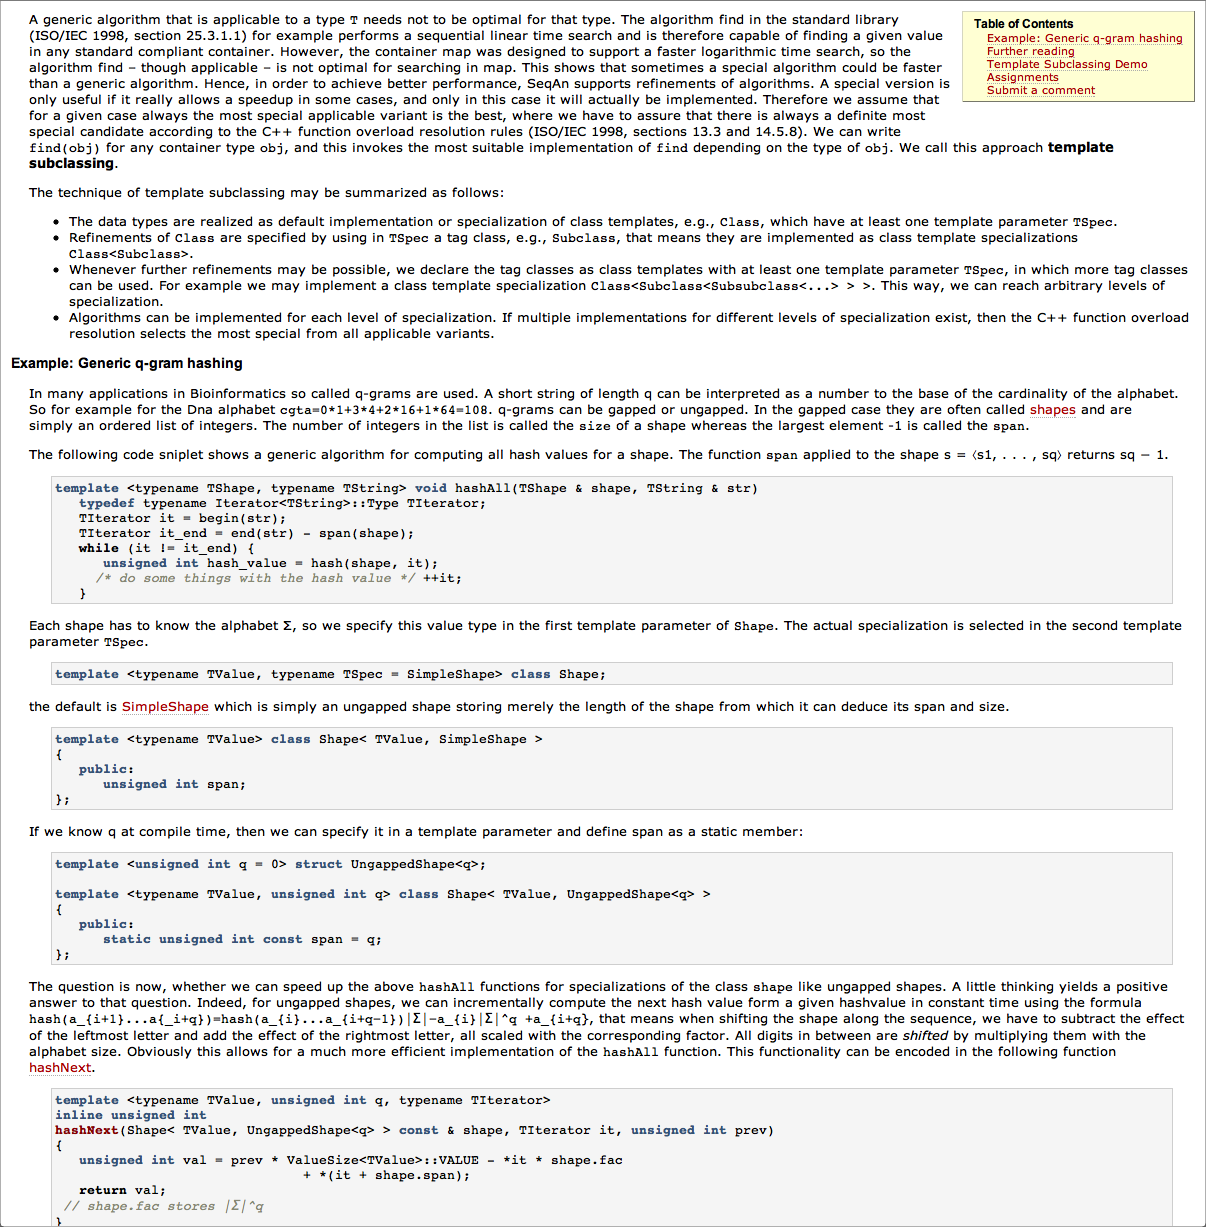 A generic algorithm that is applicable to a type T needs not to be optimal for that type. The algorithm find in the standard library
(ISO/IEC 1998, section 25.3.1.1) for example performs a sequential linear time search and is therefore capable of finding a given value
in any standard compliant container. However, the container map was designed to support a faster logarithmic time search, so the
algorithm find – though applicable – is not optimal for searching in map. This shows that sometimes a special algorithm could be faster
than a generic algorithm. Hence, in order to achieve better performance, SeqAn supports refinements of algorithms. A special version is
only useful if it really allows a speedup in some cases, and only in this case it will actually be implemented. Therefore we assume that
for a given case always the most special applicable variant is the best, where we have to assure that there is always a definite most
special candidate according to the C++ function overload resolution rules (ISO/IEC 1998, sections 13.3 and 14.5.8). We can write
find(obj) for any container type obj, and this invokes the most suitable implementation of find depending on the type of obj. We call this approach template
subclassing.
Table of Contents
Example: Generic q-gram hashing
Further reading
Template Subclassing Demo
Assignments
Submit a comment
The technique of template subclassing may be summarized as follows:
• The data types are realized as default implementation or specialization of class templates, e.g., Class, which have at least one template parameter TSpec.
• Refinements of Class are specified by using in TSpec a tag class, e.g., Subclass, that means they are implemented as class template specializations
Class<Subclass>.
• Whenever further refinements may be possible, we declare the tag classes as class templates with at least one template parameter TSpec, in which more tag classes
can be used. For example we may implement a class template specialization Class<Subclass<Subsubclass<...> > >. This way, we can reach arbitrary levels of
specialization.
• Algorithms can be implemented for each level of specialization. If multiple implementations for different levels of specialization exist, then the C++ function overload
resolution selects the most special from all applicable variants.
Example: Generic q-gram hashing
In many applications in Bioinformatics so called q-grams are used. A short string of length q can be interpreted as a number to the base of the cardinality of the alphabet.
So for example for the Dna alphabet cgta=0*1+3*4+2*16+1*64=108. q-grams can be gapped or ungapped. In the gapped case they are often called shapes and are
simply an ordered list of integers. The number of integers in the list is called the size of a shape whereas the largest element -1 is called the span.
The following code sniplet shows a generic algorithm for computing all hash values for a shape. The function span applied to the shape s = ⟨s1, . . . , sq⟩ returns sq − 1.
template <typename TShape, typename TString> void hashAll(TShape & shape, TString & str)
typedef typename Iterator<TString>::Type TIterator;
TIterator it = begin(str);
TIterator it_end = end(str) - span(shape);
while (it != it_end) {
unsigned int hash_value = hash(shape, it);
/* do some things with the hash value */ ++it;
}
Each shape has to know the alphabet Σ, so we specify this value type in the first template parameter of Shape. The actual specialization is selected in the second template
parameter TSpec.
template <typename TValue, typename TSpec = SimpleShape> class Shape;
the default is SimpleShape which is simply an ungapped shape storing merely the length of the shape from which it can deduce its span and size.
template <typename TValue> class Shape< TValue, SimpleShape >
{
public:
unsigned int span;
};
If we know q at compile time, then we can specify it in a template parameter and define span as a static member:
template <unsigned int q = 0> struct UngappedShape<q>;
template <typename TValue, unsigned int q> class Shape< TValue, UngappedShape<q> >
{
public:
static unsigned int const span = q;
};
The question is now, whether we can speed up the above hashAll functions for specializations of the class shape like ungapped shapes. A little thinking yields a positive
answer to that question. Indeed, for ungapped shapes, we can incrementally compute the next hash value form a given hashvalue in constant time using the formula
hash(a_{i+1}...a{_i+q})=hash(a_{i}...a_{i+q-1})|Σ|-a_{i}|Σ|^q +a_{i+q}, that means when shifting the shape along the sequence, we have to subtract the effect
of the leftmost letter and add the effect of the rightmost letter, all scaled with the corresponding factor. All digits in between are shifted by multiplying them with the
alphabet size. Obviously this allows for a much more efficient implementation of the hashAll function. This functionality can be encoded in the following function
hashNext.
template <typename TValue, unsigned int q, typename TIterator>
inline unsigned int
hashNext(Shape< TValue, UngappedShape<q> > const & shape, TIterator it, unsigned int prev)
{
unsigned int val = prev * ValueSize<TValue>::VALUE - *it * shape.fac
+ *(it + shape.span);
return val;
// shape.fac stores |Σ|^q
}